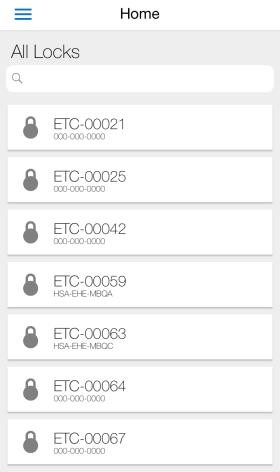 Home
All Locks
ETC-00021
000-000-0000
ETC-00025
000-000-0000
ETC-00042
000-000-0000
ETC-00059
HSA-EHE-MBQA
ETC-00063
HSA-EHE-MBQC
ETC-00064
000-000-0000
ETC-00067
000-000-0000